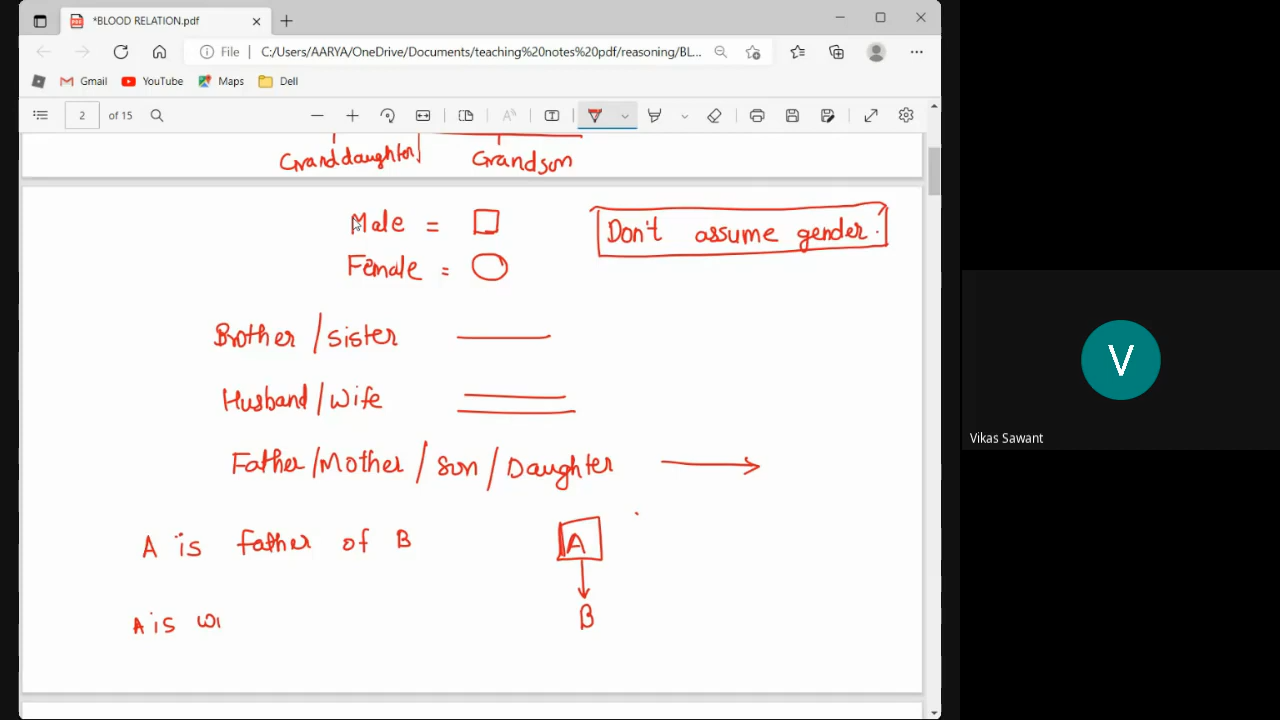 *BLOOD RELATION.pdf
File C:/Users/AARYA/OneDrive/Documents/teaching%20notes%20pdf/reasoning/BL...
Gmail YouTube Maps Dell
2 of 15
Granddaughter Grandson
Male =
Don't assume gender.
Female =
Brother / sister
Husband / wife
Father / Mother / son / Daughter
A is father of B
A
B
A is wi
V
Vikas Sawant